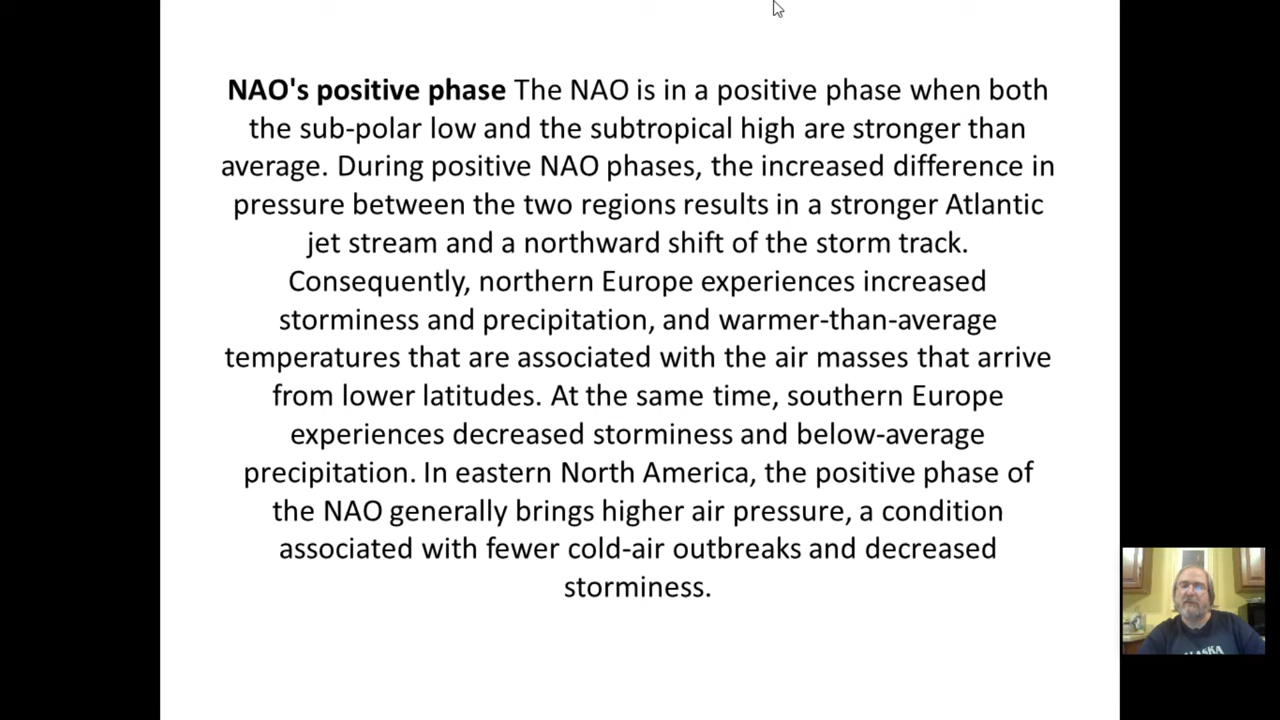 NAO's positive phase The NAO is in a positive phase when both
the sub-polar low and the subtropical high are stronger than
average. During positive NAO phases, the increased difference in
pressure between the two regions results in a stronger Atlantic
jet stream and a northward shift of the storm track.
Consequently, northern Europe experiences increased
storminess and precipitation, and warmer-than-average
temperatures that are associated with the air masses that arrive
from lower latitudes. At the same time, southern Europe
experiences decreased storminess and below-average
precipitation. In eastern North America, the positive phase of
the NAO generally brings higher air pressure, a condition
associated with fewer cold-air outbreaks and decreased
storminess.
ALASKA